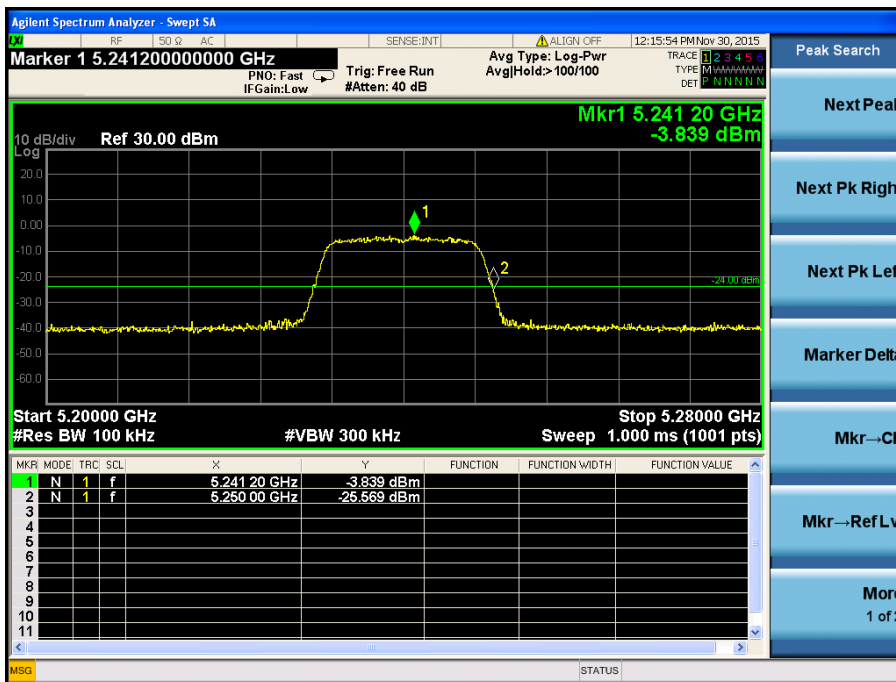 Agilent Spectrum Analyzer - Swept SA
LXI RF 50 Ω AC SENSE:INT ALIGN OFF 12:15:54 PM Nov 30, 2015
Marker 1 5.241200000000 GHz
PNO: Fast
IFGain:Low
Trig: Free Run
#Atten: 40 dB
Avg Type: Log-Pwr
Avg|Hold:>100/100
TRACE 1 2 3 4 5 6
TYPE M
DET P N N N N N
Mkr1 5.241 20 GHz
-3.839 dBm
10 dB/div Ref 30.00 dBm
Log
20.0
10.0
0.00
-10.0
-20.0
-30.0
-40.0
-50.0
-60.0
1
2
-24.00 dBm
Start 5.20000 GHz Stop 5.28000 GHz
#Res BW 100 kHz #VBW 300 kHz Sweep 1.000 ms (1001 pts)
MKR MODE TRC SCL X Y FUNCTION FUNCTION WIDTH FUNCTION VALUE
1 N 1 f 5.241 20 GHz -3.839 dBm
2 N 1 f 5.250 00 GHz -25.569 dBm
3
4
5
6
7
8
9
10
11
MSG STATUS
Peak Search
Next Peak
Next Pk Righ
Next Pk Lef
Marker Delta
Mkr→C
Mkr→Ref Lv
More
1 of 2